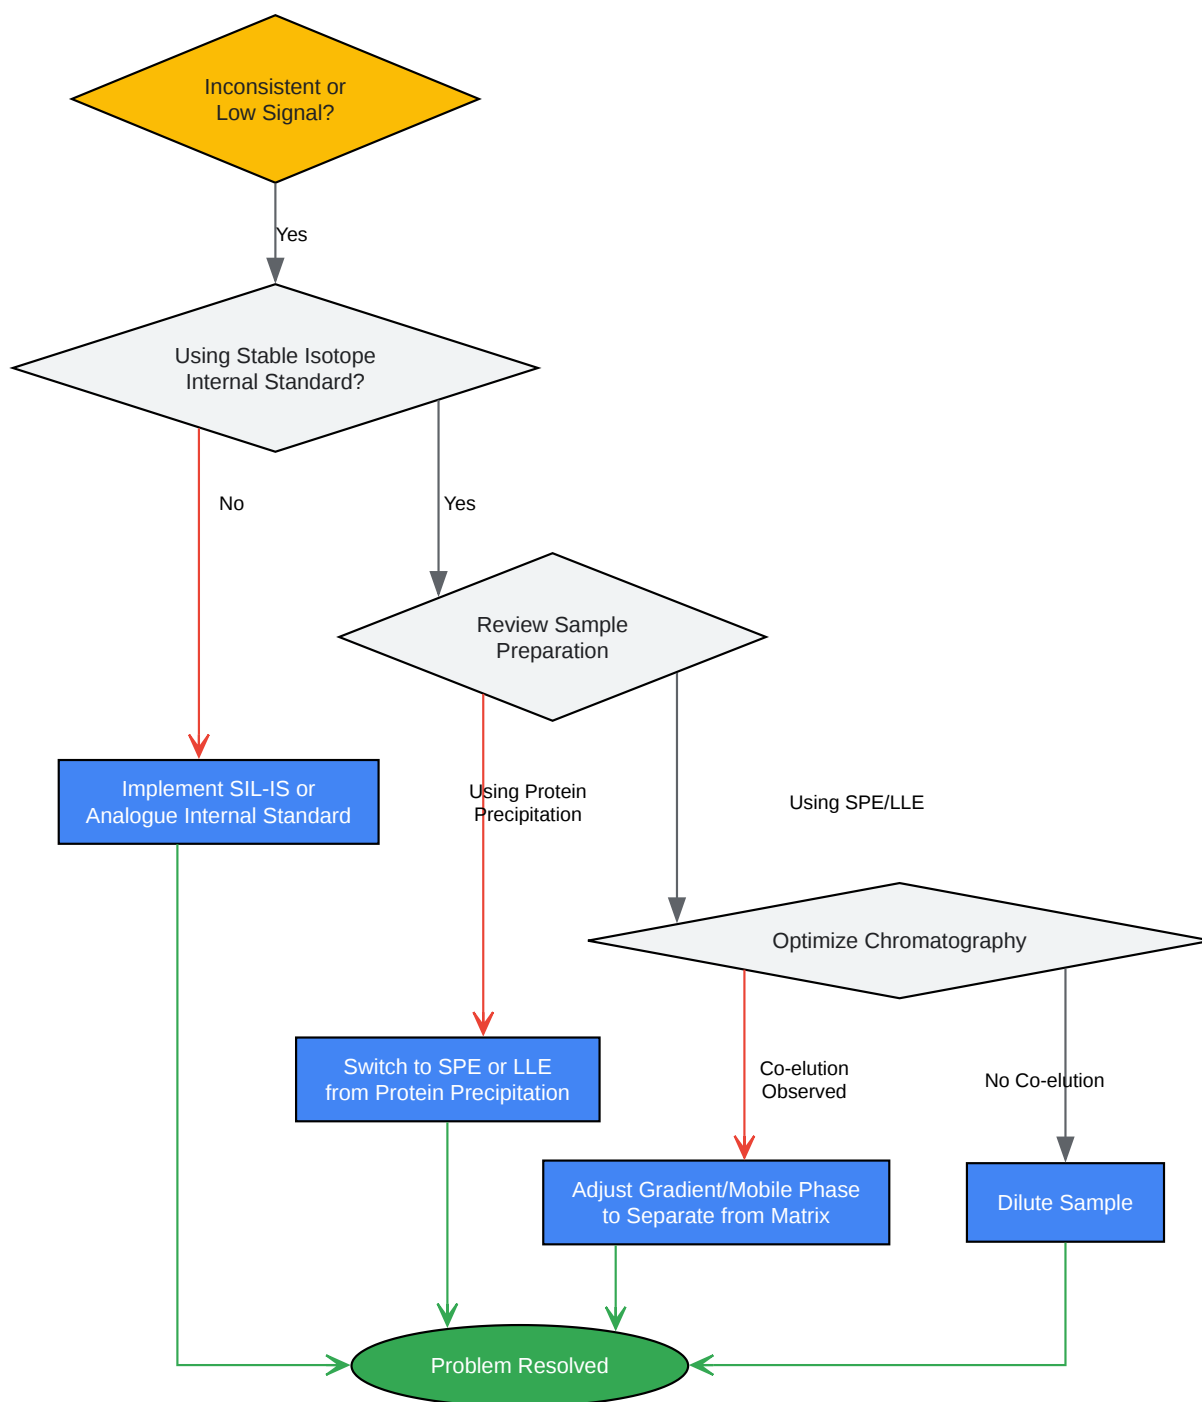 Inconsistent or
Low Signal?
Yes
Using Stable Isotope
Internal Standard?
No
Yes
Review Sample
Preparation
Implement SIL-IS or
Analogue Internal Standard
Using Protein
Precipitation
Using SPE/LLE
Optimize Chromatography
Switch to SPE or LLE
from Protein Precipitation
Co-elution
Observed
No Co-elution
Adjust Gradient/Mobile Phase
to Separate from Matrix
Dilute Sample
Problem Resolved